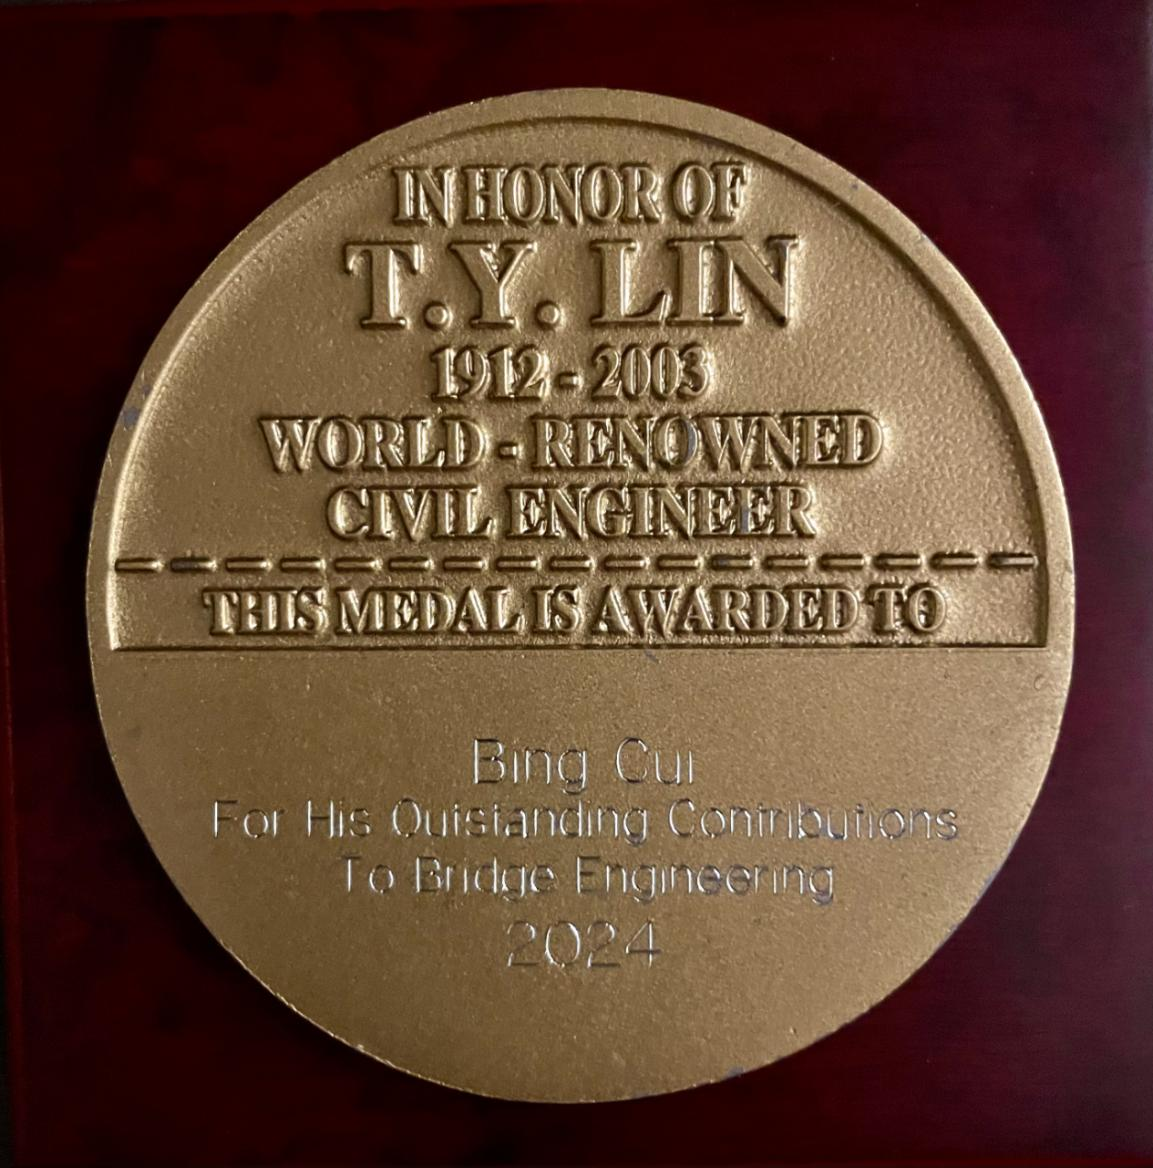 IN HONOR OF
T.Y. LIN
1912 - 2003
WORLD - RENOWNED
CIVIL ENGINEER
THIS MEDAL IS AWARDED TO
Bing Cui
For His Outstanding Contributions
To Bridge Engineering
2024